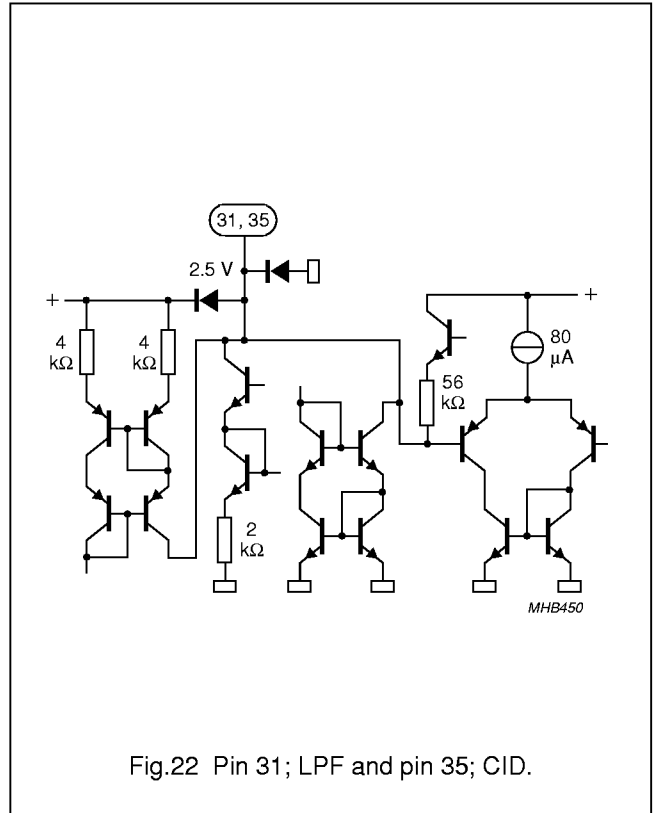 31, 35
2.5 V
+
+
4
kΩ
4
kΩ
80
μA
56
kΩ
2
kΩ
MHB450
Fig.22 Pin 31; LPF and pin 35; CID.